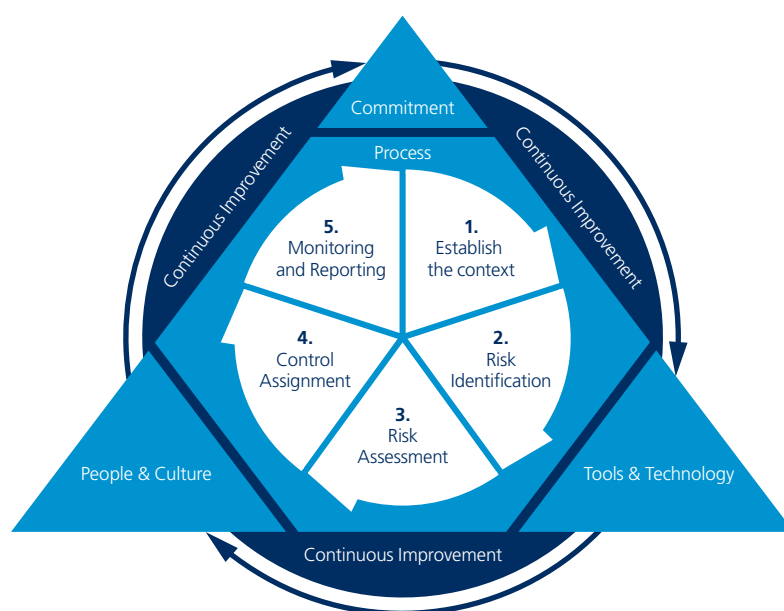 Commitment
Process
Continuous Improvement
Continuous Improvement
5.
Monitoring
and Reporting
1.
Establish
the context
4.
Control
Assignment
2.
Risk
Identification
3.
Risk
Assessment
People & Culture
Tools & Technology
Continuous Improvement